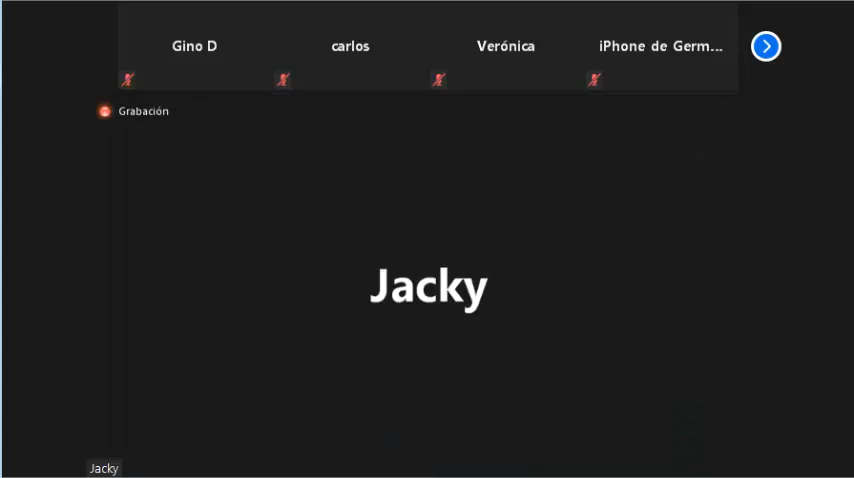 Gino D
carlos
Verónica
iPhone de Germ...
Grabación
Jacky
Jacky